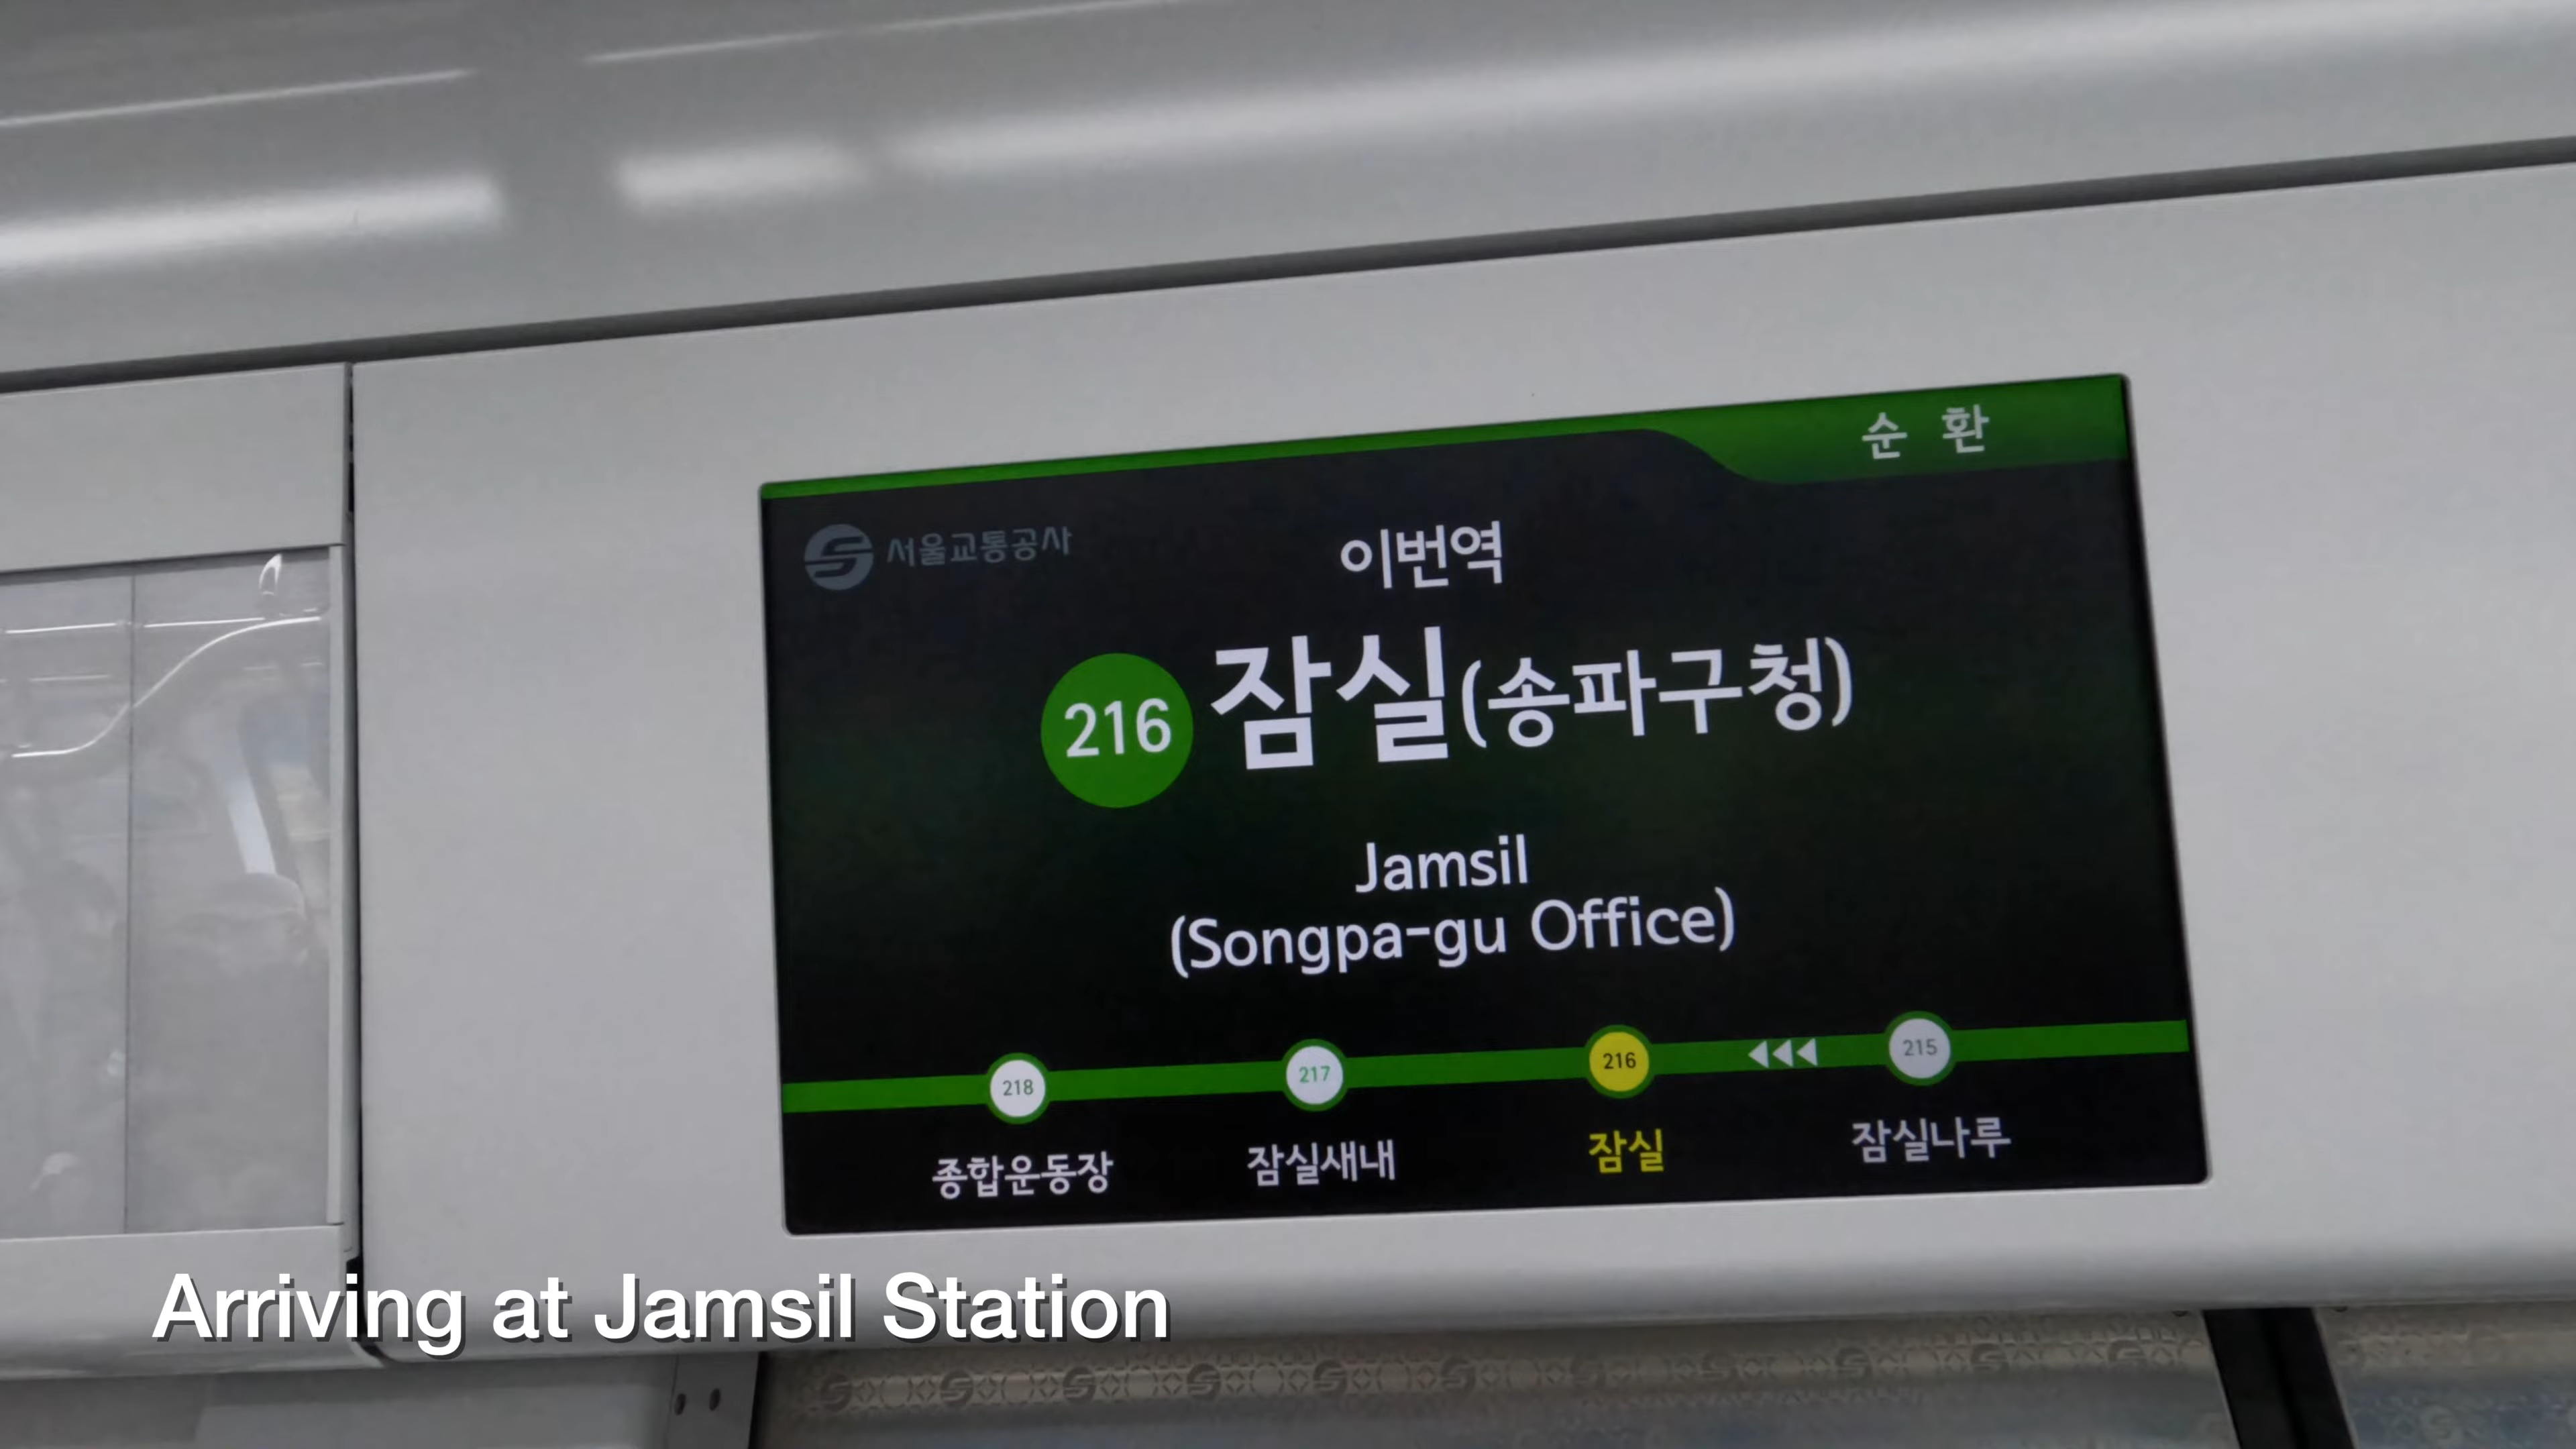 순 환
서울교통공사
이번역
216 잠실(송파구청)
Jamsil
(Songpa-gu Office)
218 217 216 215
종합운동장 잠실새내 잠실 잠실나루
Arriving at Jamsil Station